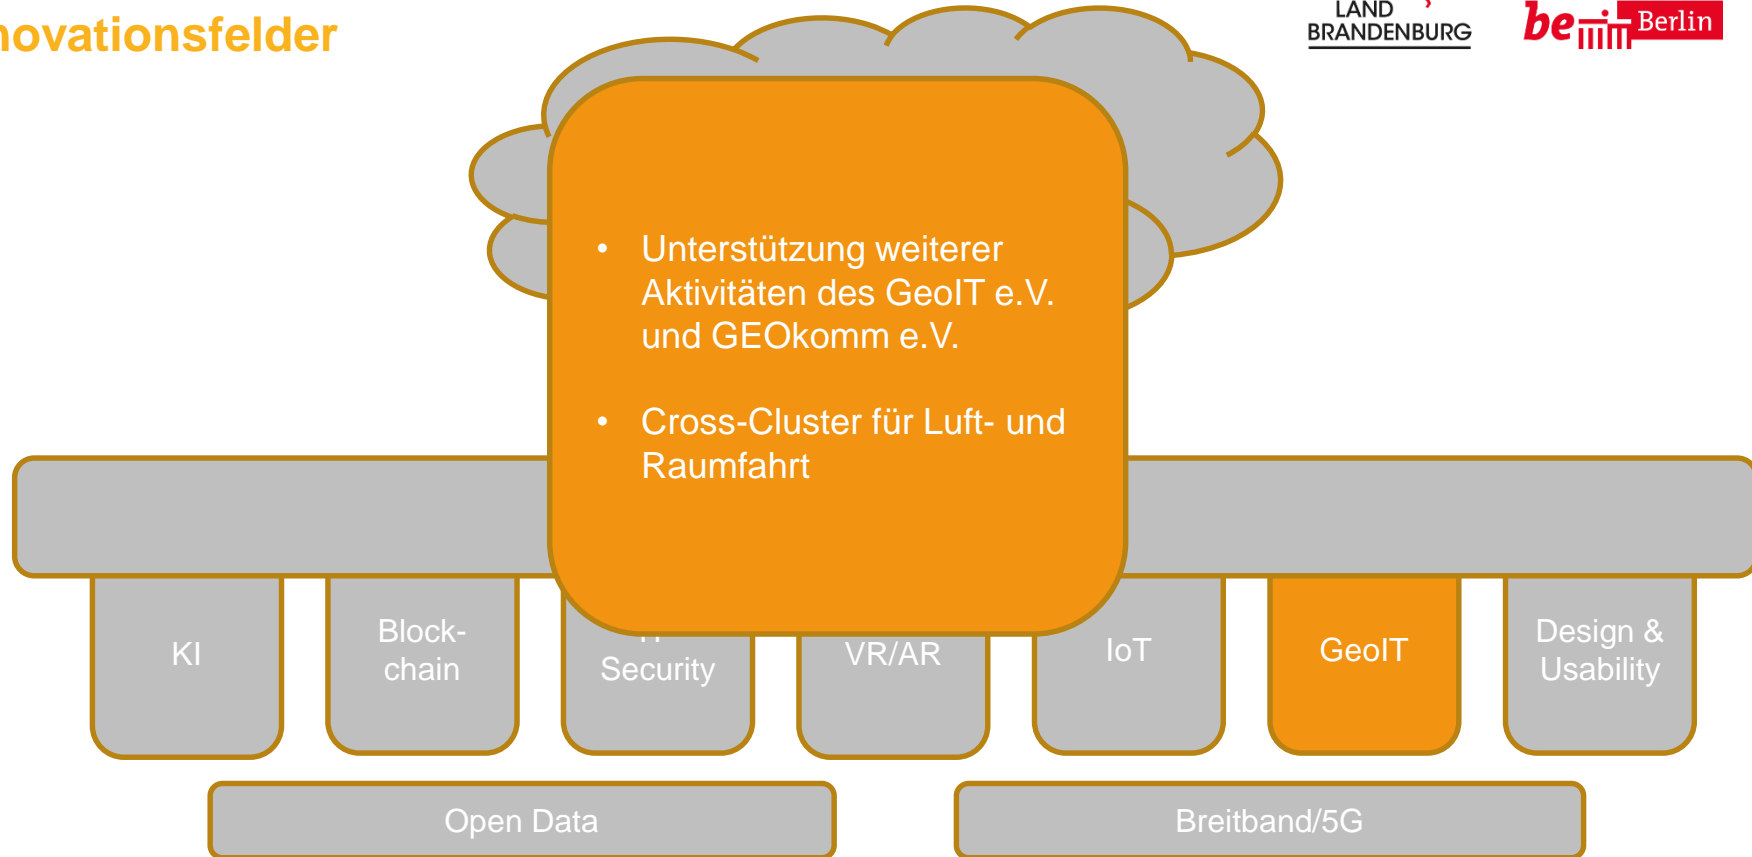 novationsfelder
LAND
BRANDENBURG
be Berlin
• Unterstützung weiterer
Aktivitäten des GeoIT e.V.
und GEOkomm e.V.
• Cross-Cluster für Luft- und
Raumfahrt
KI
Block-
chain
Security
VR/AR
IoT
GeoIT
Design &
Usability
Open Data
Breitband/5G